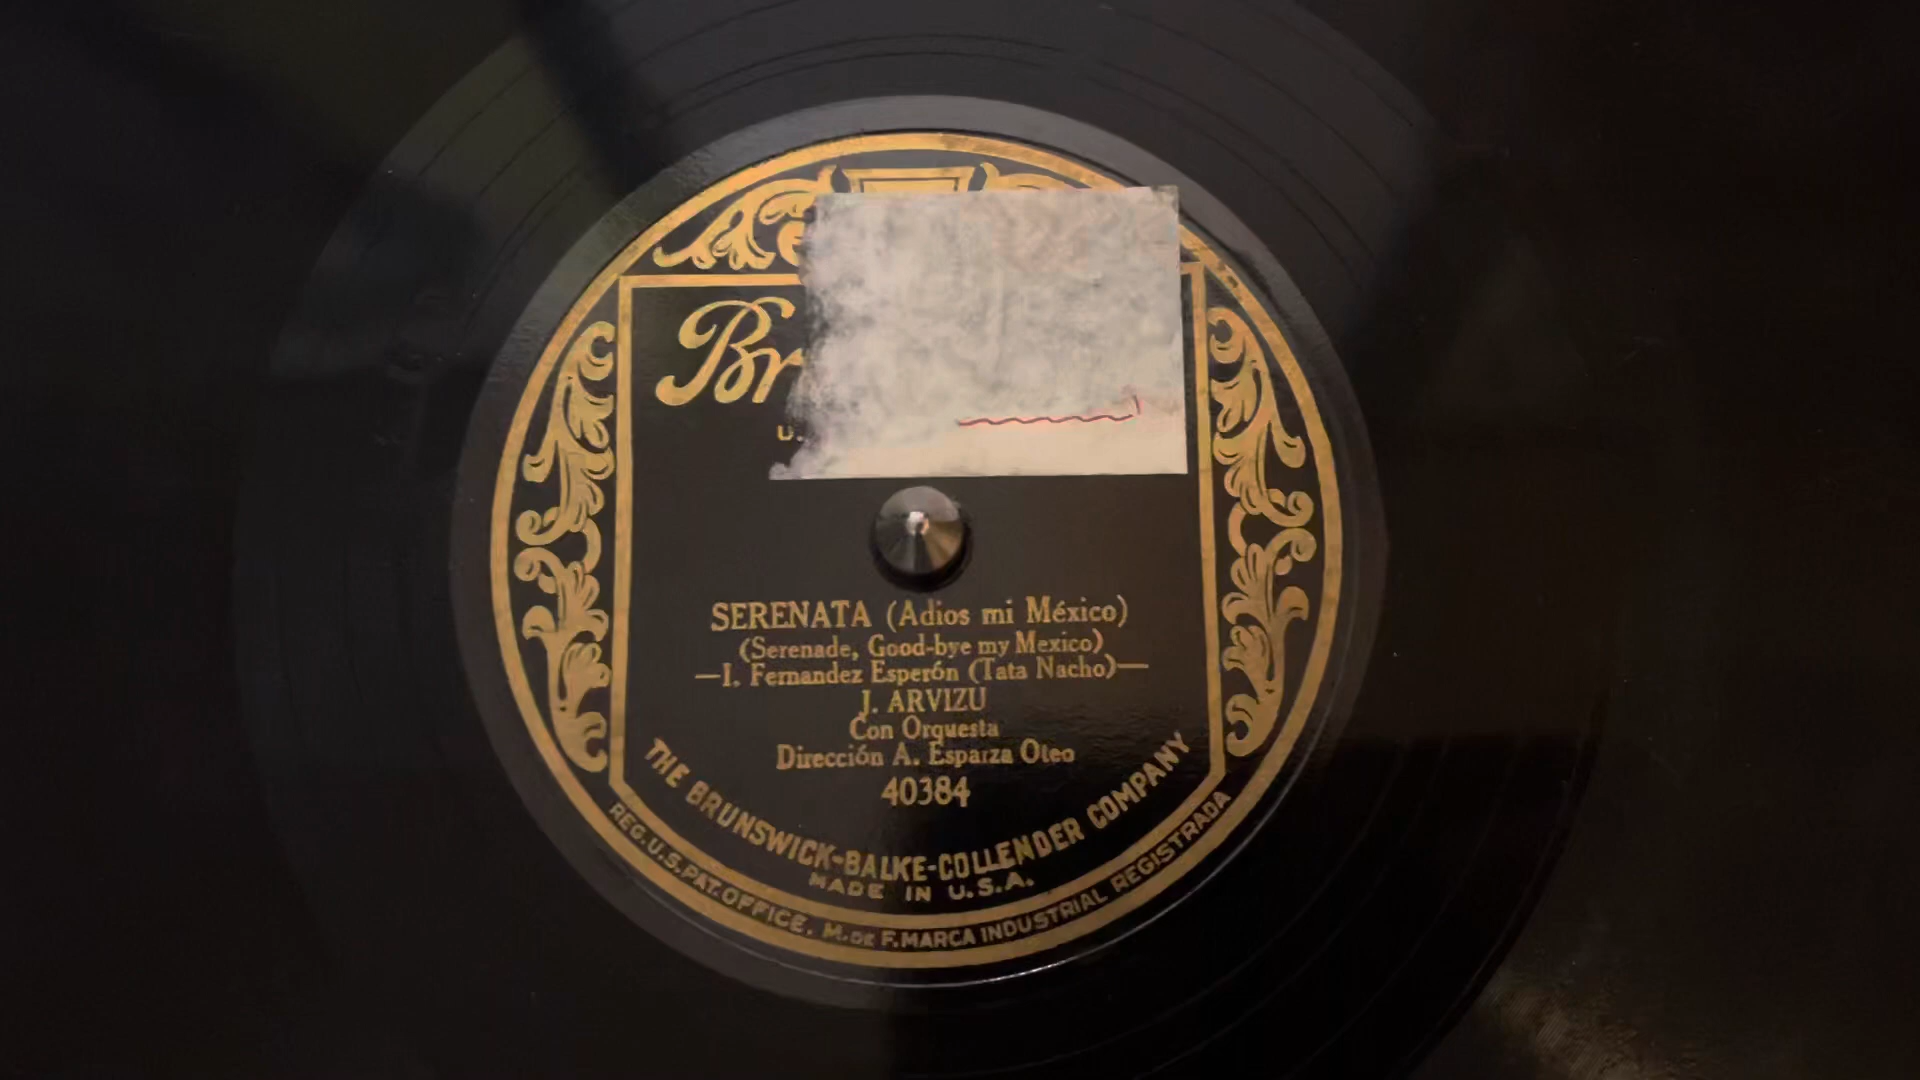 Br
U.
SERENATA (Adios mi México)
(Serenade, Good-bye my Mexico)
—I. Fernandez Esperón (Tata Nacho)—
J. ARVIZU
Con Orquesta
Dirección A. Esparza Oteo
40384
THE BRUNSWICK-BALKE-COLLENDER COMPANY
MADE IN U.S.A.
REG. U.S. PAT. OFFICE. M. DE F. MARCA INDUSTRIAL REGISTRADA